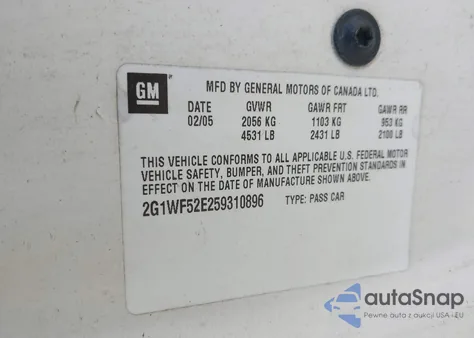 GM
MFD BY GENERAL MOTORS OF CANADA LTD.
DATE GVWR GAWR FRT GAWR RR
02/05 2056 KG 1103 KG 953 KG
4531 LB 2431 LB 2100 LB
THIS VEHICLE CONFORMS TO ALL APPLICABLE U.S. FEDERAL MOTOR
VEHICLE SAFETY, BUMPER, AND THEFT PREVENTION STANDARDS IN
EFFECT ON THE DATE OF MANUFACTURE SHOWN ABOVE.
2G1WF52E259310896 TYPE: PASS CAR
autoSnap
Pewne auta z aukcji USA i EU